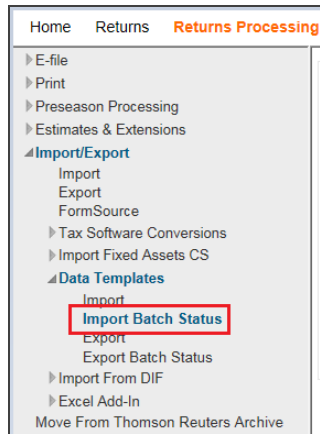 Home Returns Returns Processing
E-file
Print
Preseason Processing
Estimates & Extensions
Import/Export
Import
Export
FormSource
Tax Software Conversions
Import Fixed Assets CS
Data Templates
Import
Import Batch Status
Export
Export Batch Status
Import From DIF
Excel Add-In
Move From Thomson Reuters Archive